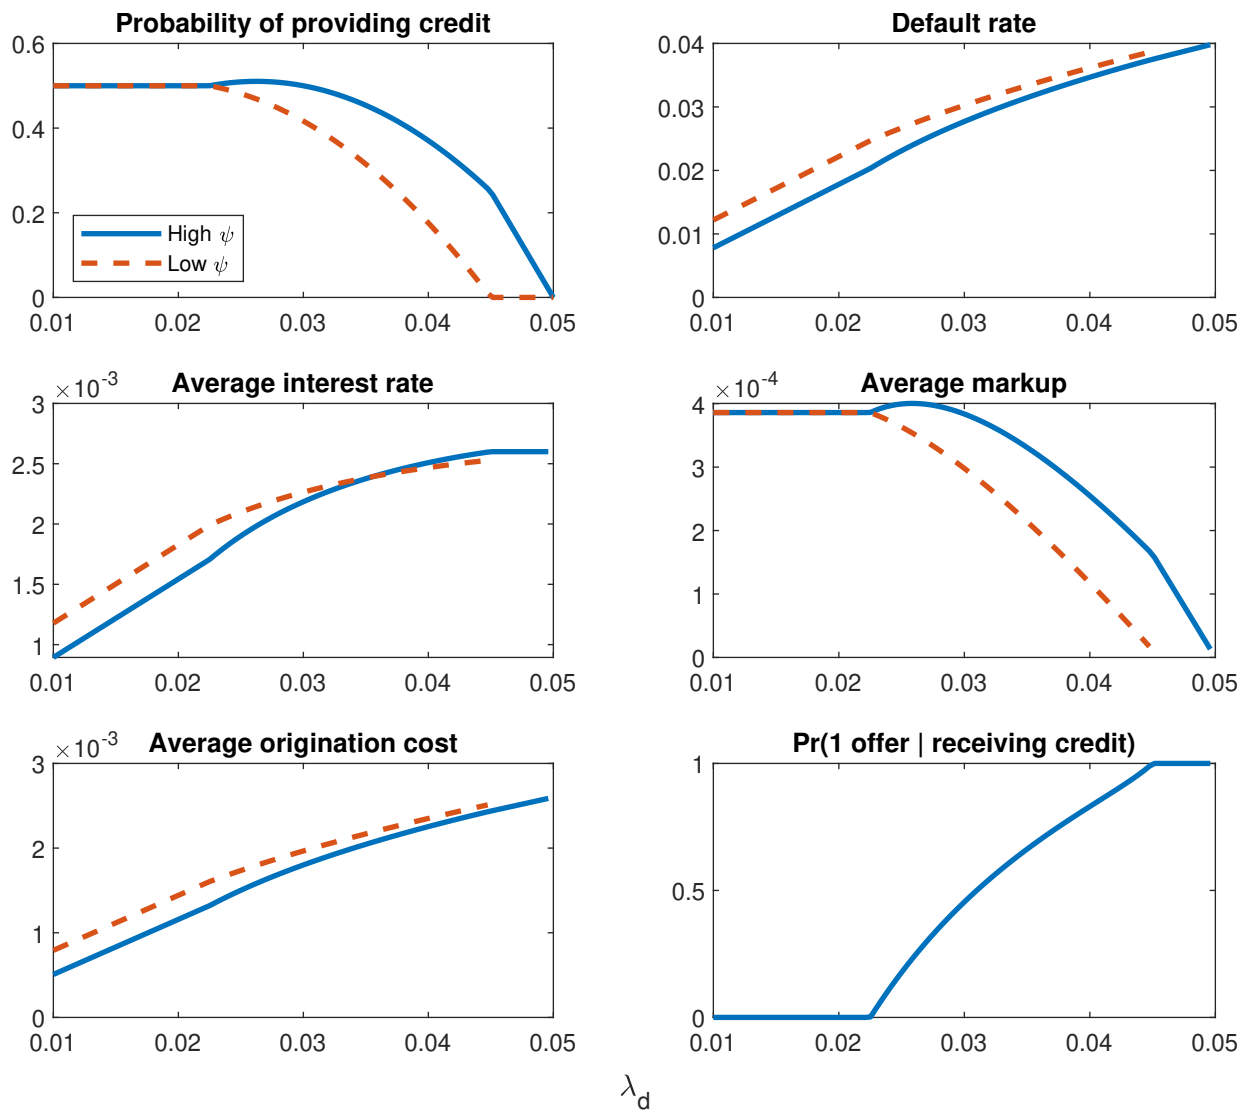 Probability of providing credit
0.6
0.4
0.2
0
0.01 0.02 0.03 0.04 0.05
High ψ
Low ψ
Default rate
0.04
0.03
0.02
0.01
0
0.01 0.02 0.03 0.04 0.05
Average interest rate
×10⁻³
3
2.5
2
1.5
1
0.01 0.02 0.03 0.04 0.05
Average markup
×10⁻⁴
4
3
2
1
0
0.01 0.02 0.03 0.04 0.05
Average origination cost
×10⁻³
3
2
1
0
0.01 0.02 0.03 0.04 0.05
Pr(1 offer | receiving credit)
1
0.5
0
0.01 0.02 0.03 0.04 0.05
λ_d